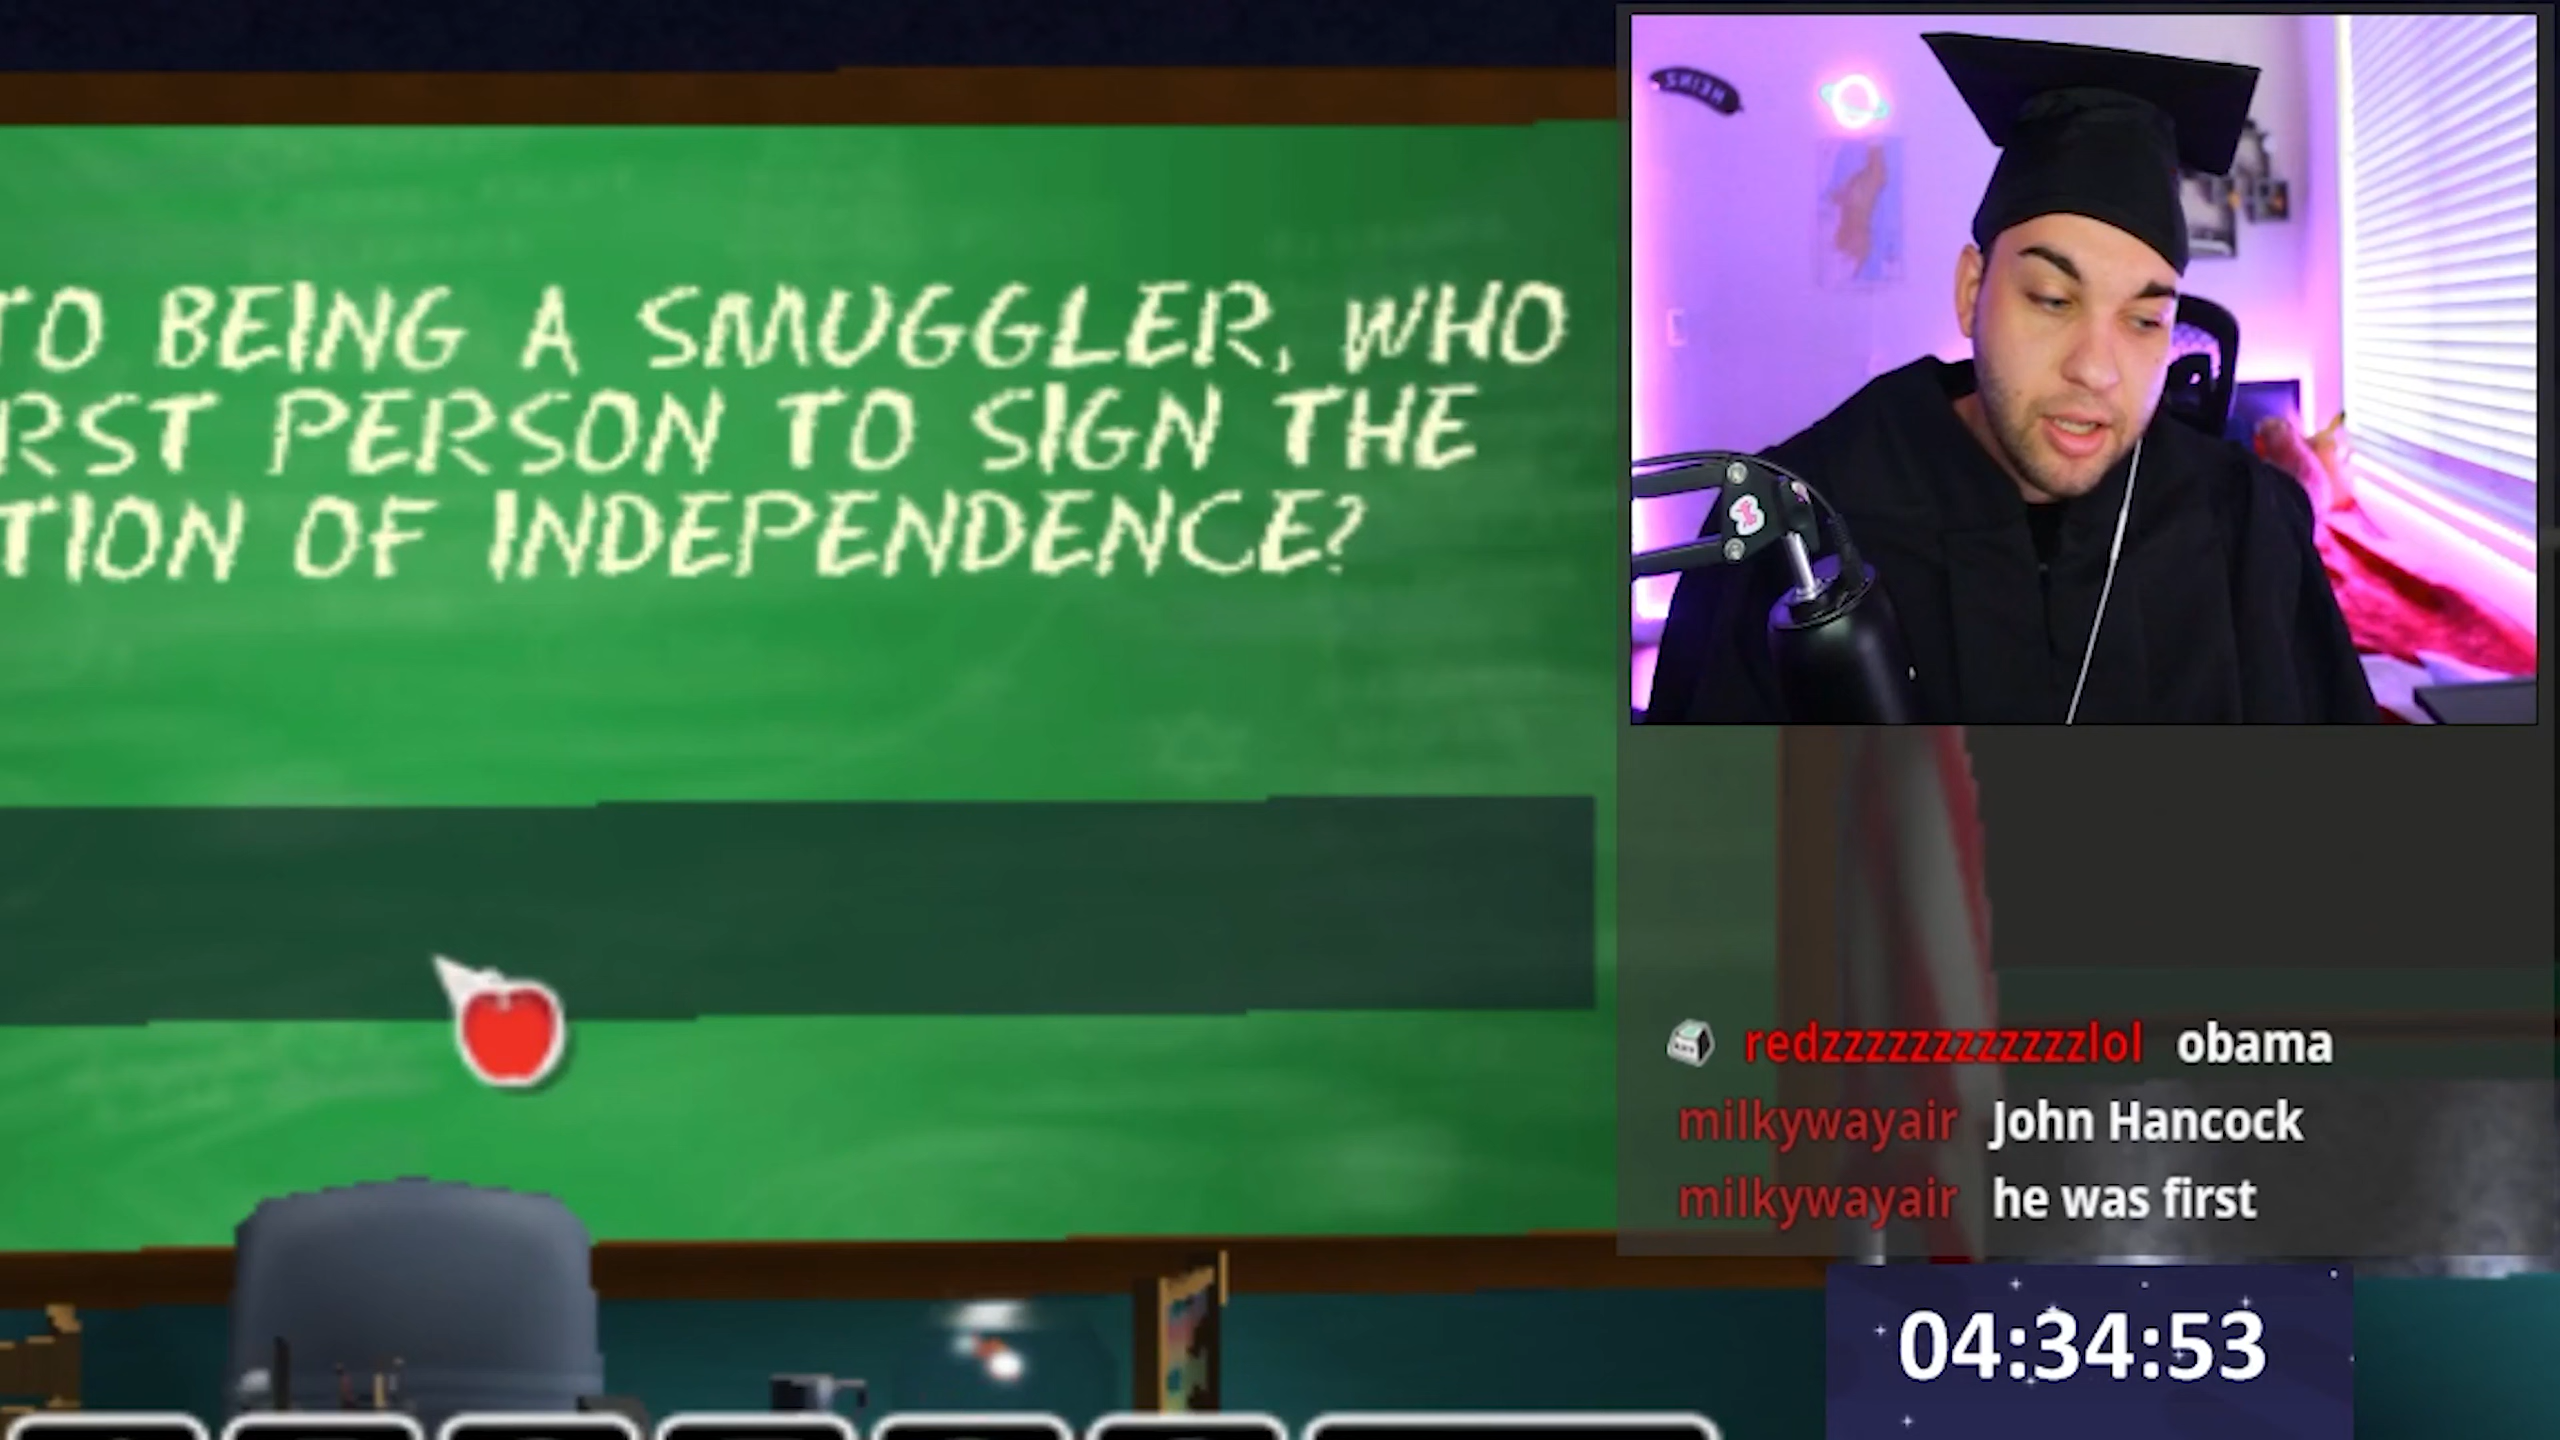 TO BEING A SMUGGLER, WHO
RST PERSON TO SIGN THE
TION OF INDEPENDENCE?
HEINZ
redzzzzzzzzzzzzlol obama
milkywayair John Hancock
milkywayair he was first
04:34:53